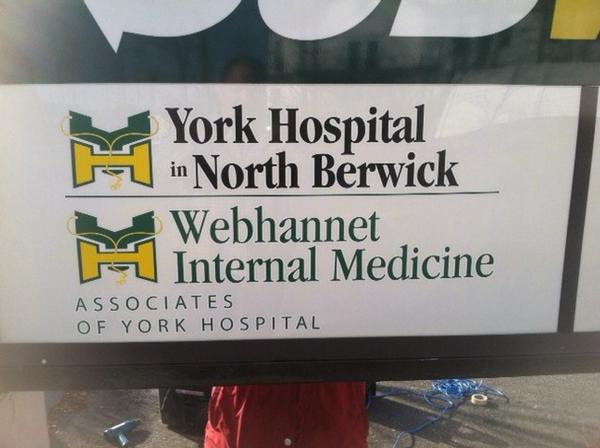 York Hospital
in North Berwick
Webhannet
Internal Medicine
ASSOCIATES
OF YORK HOSPITAL